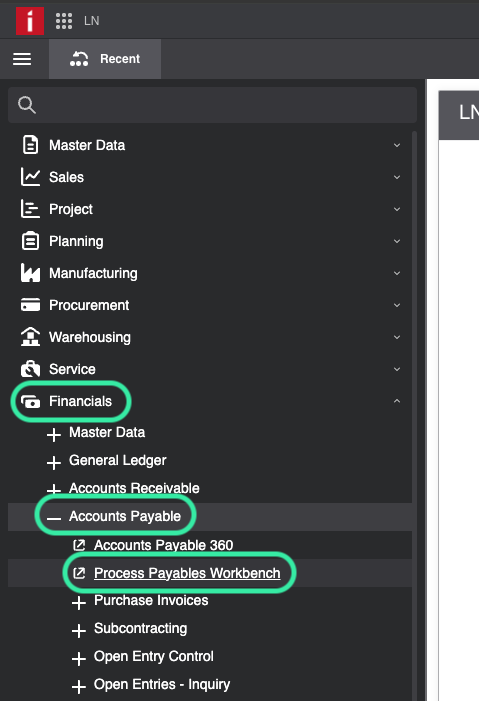 i
LN
Recent
LN
Master Data
Sales
Project
Planning
Manufacturing
Procurement
Warehousing
Service
Financials
Master Data
General Ledger
Accounts Receivable
Accounts Payable
Accounts Payable 360
Process Payables Workbench
Purchase Invoices
Subcontracting
Open Entry Control
Open Entries - Inquiry